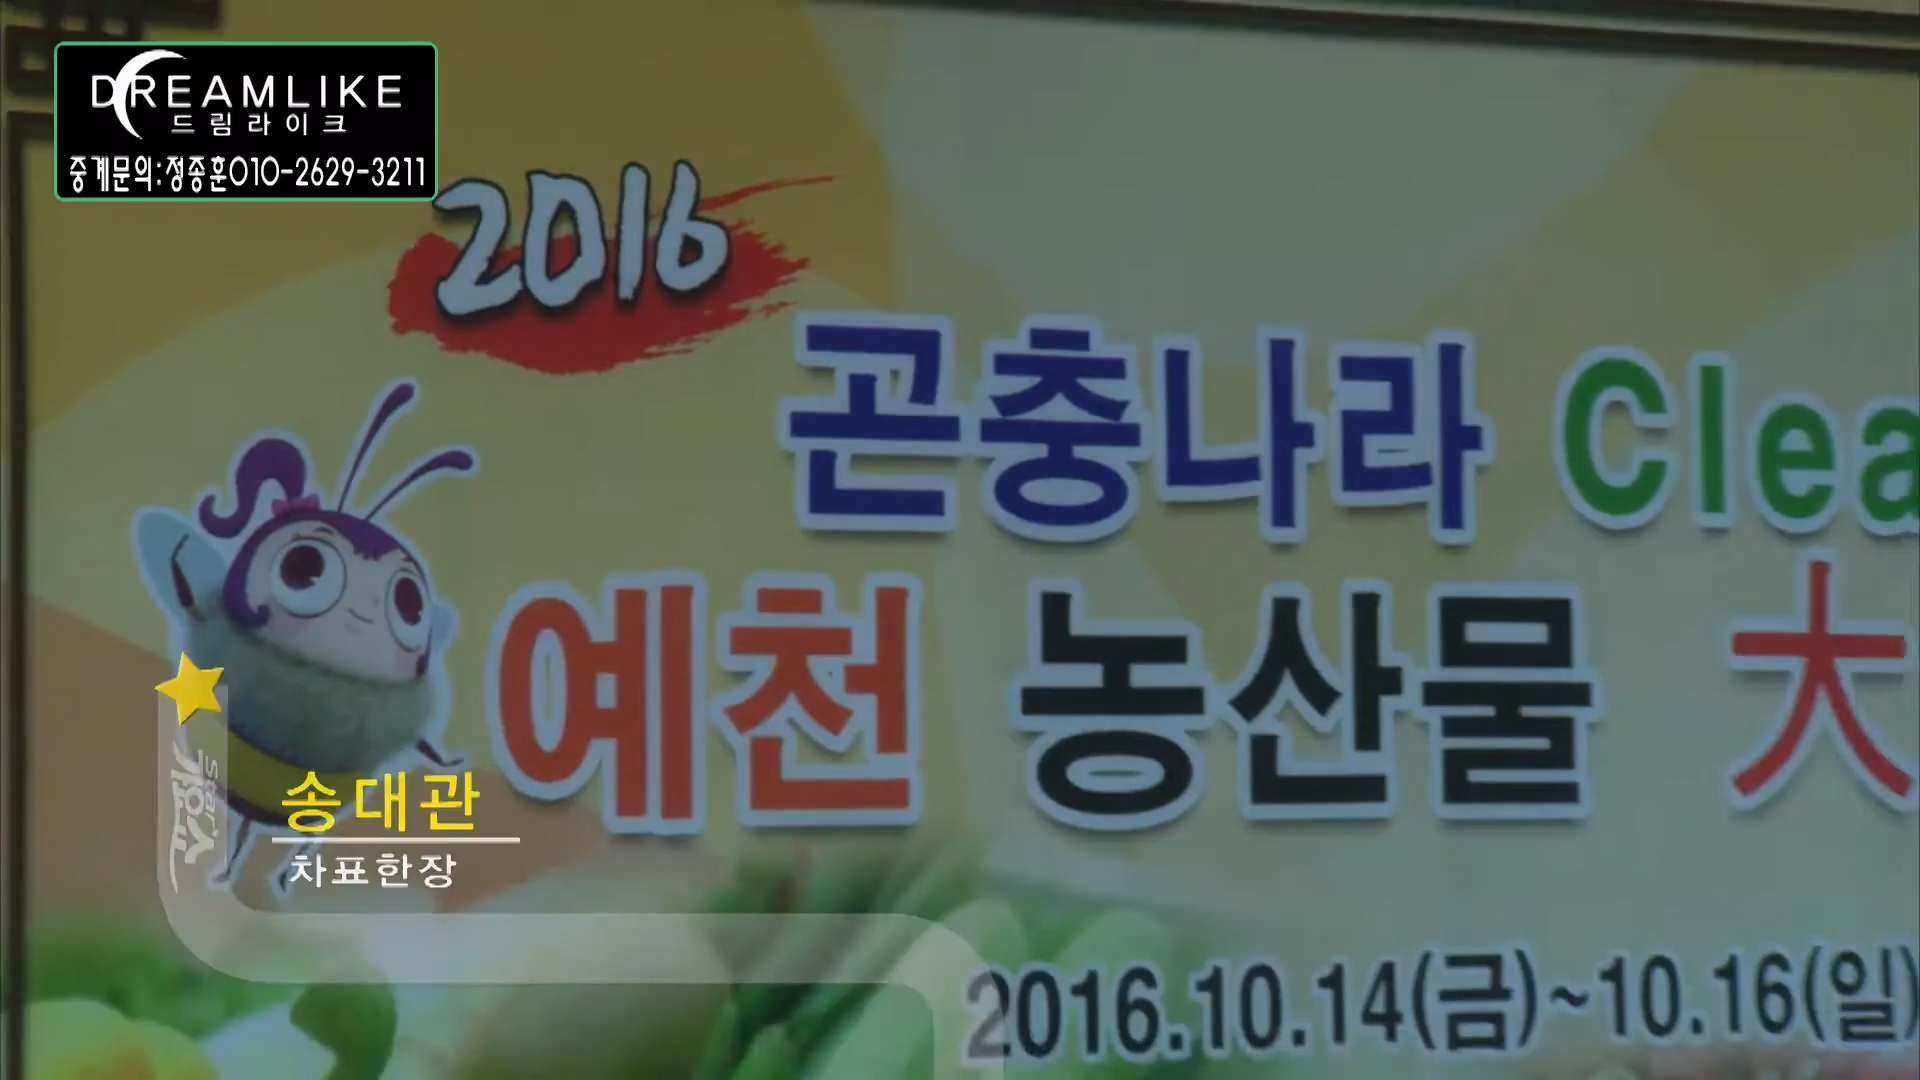 DREAMLIKE
드림라이크
중계문의:정종훈010-2629-3211
2016
곤충나라 Clea
예천 농산물 大
송대관
차표한장
2016.10.14(금)~10.16(일)